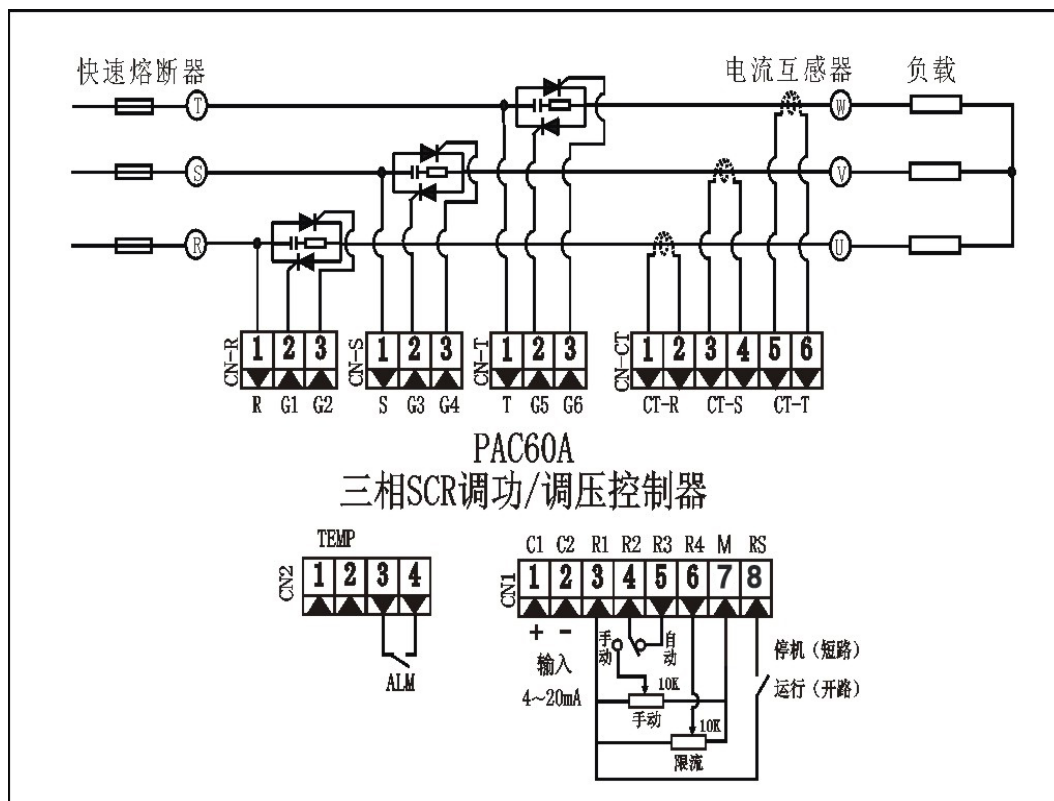 快速熔断器 电流互感器 负载
T W
S V
R U
CN-R 1 2 3 CN-S 1 2 3 CN-T 1 2 3 CN-CT 1 2 3 4 5 6
R G1 G2 S G3 G4 T G5 G6 CT-R CT-S CT-T
PAC60A
三相SCR调功/调压控制器
TEMP
CN2 1 2 3 4
ALM
C1 C2 R1 R2 R3 R4 M RS
CN1 1 2 3 4 5 6 7 8
+ −
输入
4~20mA
手动
自动
10K
手动
10K
限流
停机(短路)
运行(开路)